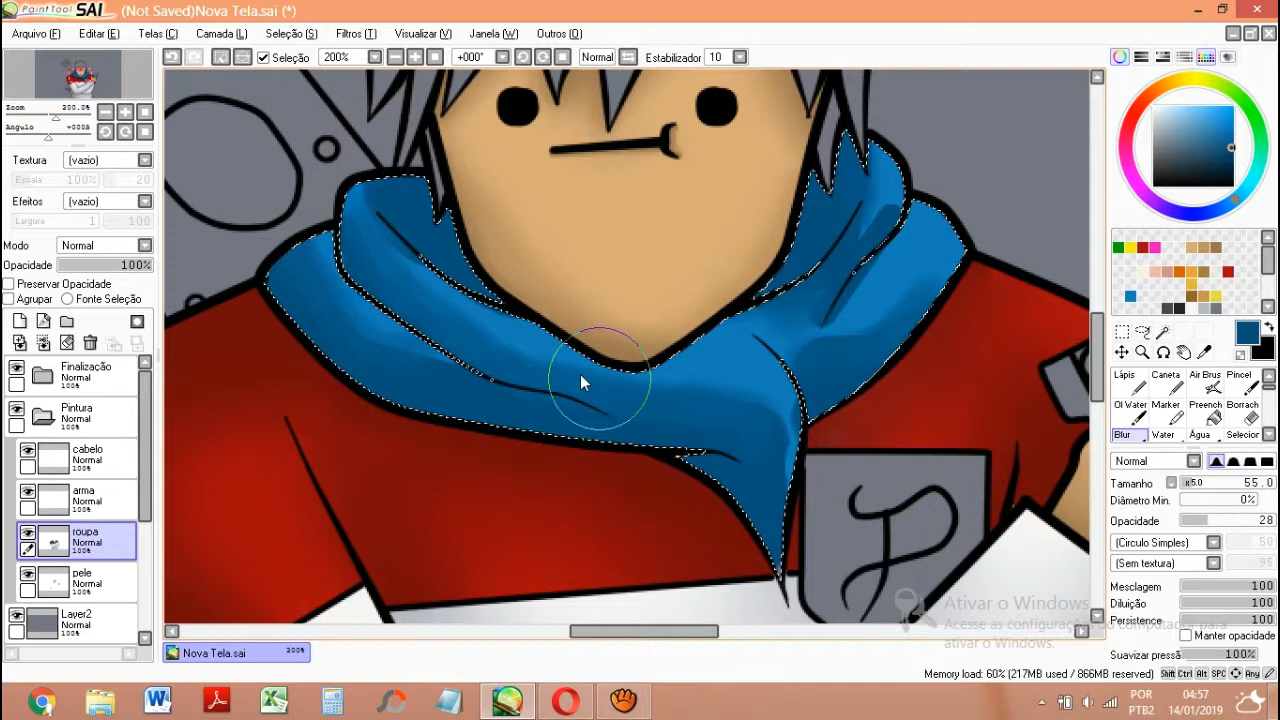 PaintTool SAI (Not Saved)Nova Tela.sai (*)
Arquivo (F) Editar (E) Telas (C) Camada (L) Seleção (S) Filtros (T) Visualizar (V) Janela (W) Outros (O)
Seleção 200% +000° Normal Estabilizador 10
Zoom 200.0%
Angulo +000°
Textura (vazio)
Escala 100% 20
Efeitos (vazio)
Largura 1 100
Modo Normal
Opacidade 100%
Preservar Opacidade
Agrupar Fonte Seleção
Finalização
Normal
100%
Pintura
Normal
100%
cabelo
Normal
100%
arma
Normal
100%
roupa
Normal
100%
pele
Normal
100%
Layer2
Normal
100%
P
Lápis Caneta Air Brus Pincel
Ol Water Marker Preench Borrach
Blur Water Água Selecior
Normal
Tamanho x5.0 55.0
Diâmetro Min. 0%
Opacidade 28
(Circulo Simples) 50
(Sem textura) 95
Mesclagem 100
Diluição 100
Persistence 100
Manter opacidade
Suavizar pressã 100%
Ativar o Windows
Acesse as configurações do computador para
ativar o Windows.
Nova Tela.sai 200%
Memory load: 60% (217MB used / 866MB reserved) Shift Ctrl Alt SPC Any
POR
PTB2
04:57
14/01/2019